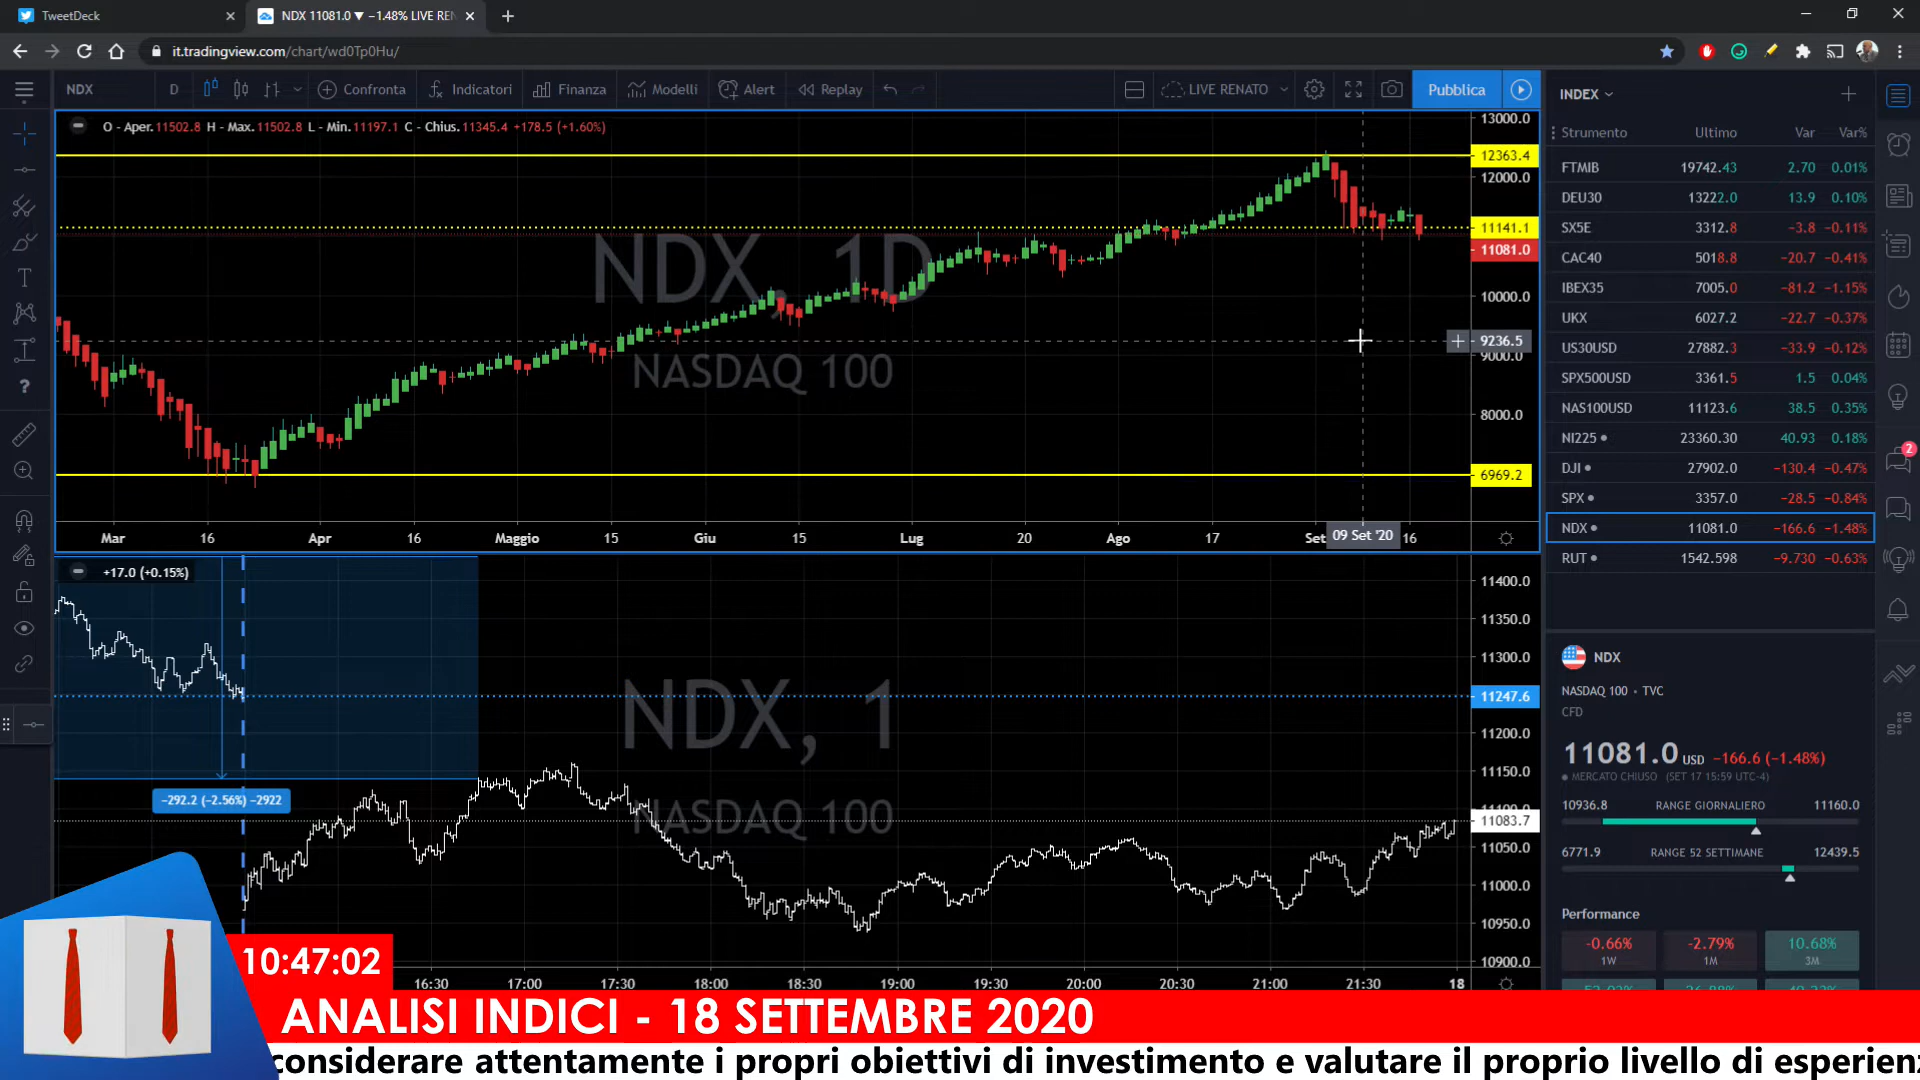 TweetDeck
NDX 11081.0 ▼ −1.48% LIVE REN
it.tradingview.com/chart/wd0Tp0Hu/
NDX D Confronta Indicatori Finanza Modelli Alert Replay LIVE RENATO Pubblica
O - Aper. 11502.8 H - Max. 11502.8 L - Min. 11197.1 C - Chius. 11345.4 +178.5 (+1.60%)
NDX, 1D
NASDAQ 100
13000.0
12363.4
12000.0
11141.1
11081.0
10000.0
9236.5
9000.0
8000.0
6969.2
Mar 16 Apr 16 Maggio 15 Giu 15 Lug 20 Ago 17 Set 09 Set '20 16
+17.0 (+0.15%)
NDX, 1
NASDAQ 100
−292.2 (−2.56%) −2922
11400.0
11350.0
11300.0
11247.6
11200.0
11150.0
11100.0
11083.7
11050.0
11000.0
10950.0
10900.0
16:30 17:00 17:30 18:00 18:30 19:00 19:30 20:00 20:30 21:00 21:30 18
INDEX
Strumento Ultimo Var Var%
FTMIB 19742.43 2.70 0.01%
DEU30 13222.0 13.9 0.10%
SX5E 3312.8 −3.8 −0.11%
CAC40 5018.8 −20.7 −0.41%
IBEX35 7005.0 −81.2 −1.15%
UKX 6027.2 −22.7 −0.37%
US30USD 27882.3 −33.9 −0.12%
SPX500USD 3361.5 1.5 0.04%
NAS100USD 11123.6 38.5 0.35%
NI225 23360.30 40.93 0.18%
DJI 27902.0 −130.4 −0.47%
SPX 3357.0 −28.5 −0.84%
NDX 11081.0 −166.6 −1.48%
RUT 1542.598 −9.730 −0.63%
2
NDX
NASDAQ 100 • TVC
CFD
11081.0 USD −166.6 (−1.48%)
MERCATO CHIUSO (SET 17 15:59 UTC-4)
10936.8 RANGE GIORNALIERO 11160.0
6771.9 RANGE 52 SETTIMANE 12439.5
Performance
-0.66% -2.79% 10.68%
1W 1M 3M
10:47:02
ANALISI INDICI - 18 SETTEMBRE 2020
considerare attentamente i propri obiettivi di investimento e valutare il proprio livello di esperien